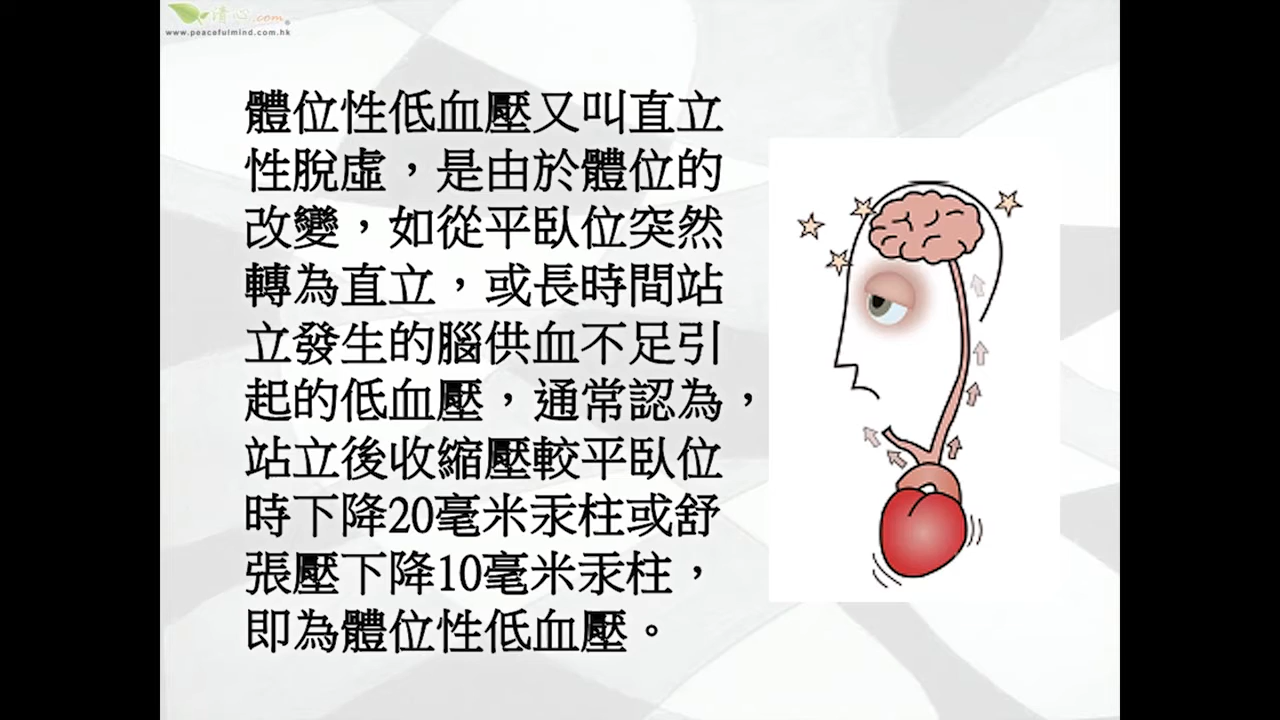 清心.com
www.peacefulmind.com.hk
體位性低血壓又叫直立
性脫虛，是由於體位的
改變，如從平臥位突然
轉為直立，或長時間站
立發生的腦供血不足引
起的低血壓，通常認為，
站立後收縮壓較平臥位
時下降20毫米汞柱或舒
張壓下降10毫米汞柱，
即為體位性低血壓。